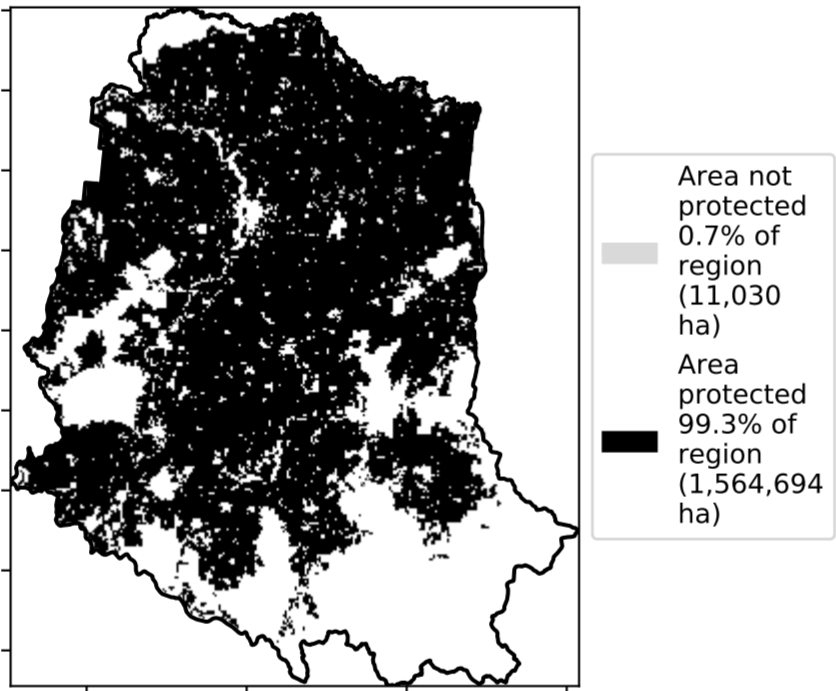 Area not
protected
0.7% of
region
(11,030
ha)
Area
protected
99.3% of
region
(1,564,694
ha)